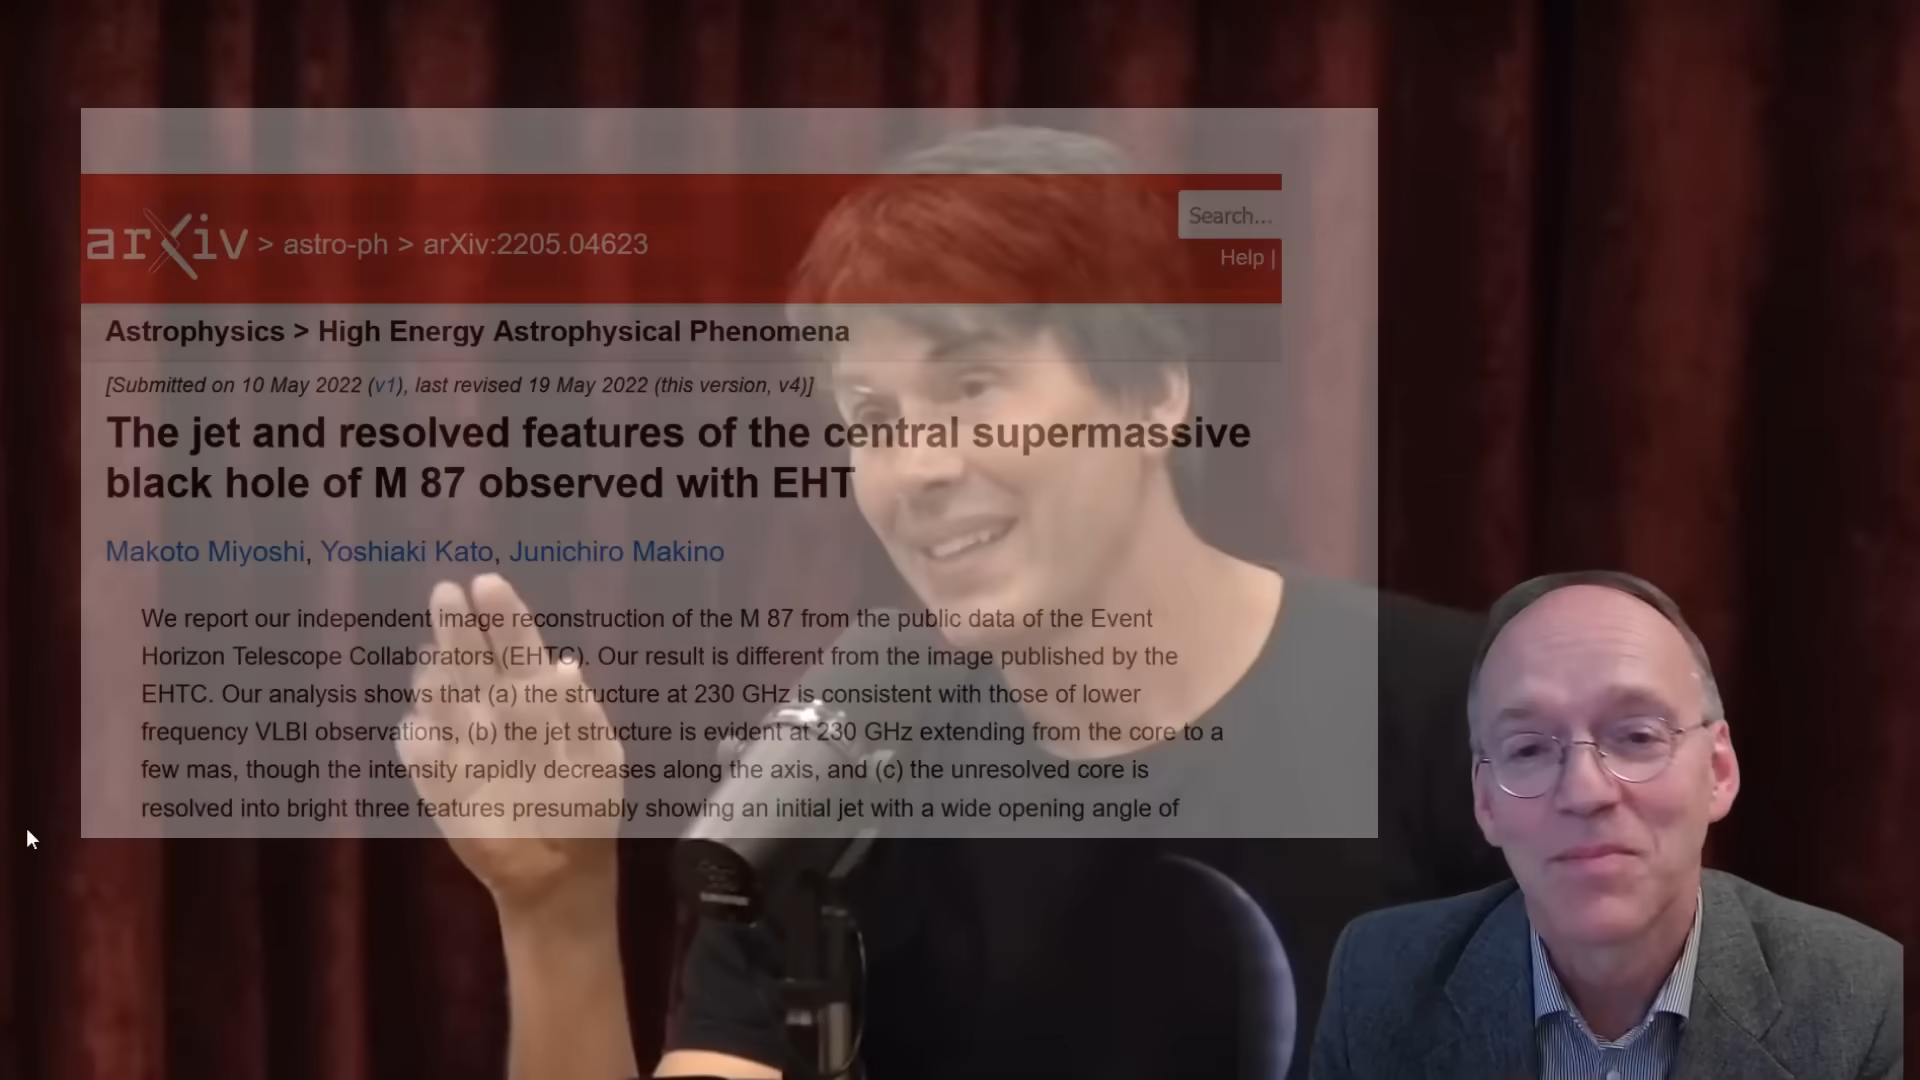 arXiv > astro-ph > arXiv:2205.04623
Search...
Help |
Astrophysics > High Energy Astrophysical Phenomena
[Submitted on 10 May 2022 (v1), last revised 19 May 2022 (this version, v4)]
The jet and resolved features of the central supermassive
black hole of M 87 observed with EHT
Makoto Miyoshi, Yoshiaki Kato, Junichiro Makino
We report our independent image reconstruction of the M 87 from the public data of the Event
Horizon Telescope Collaborators (EHTC). Our result is different from the image published by the
EHTC. Our analysis shows that (a) the structure at 230 GHz is consistent with those of lower
frequency VLBI observations, (b) the jet structure is evident at 230 GHz extending from the core to a
few mas, though the intensity rapidly decreases along the axis, and (c) the unresolved core is
resolved into bright three features presumably showing an initial jet with a wide opening angle of